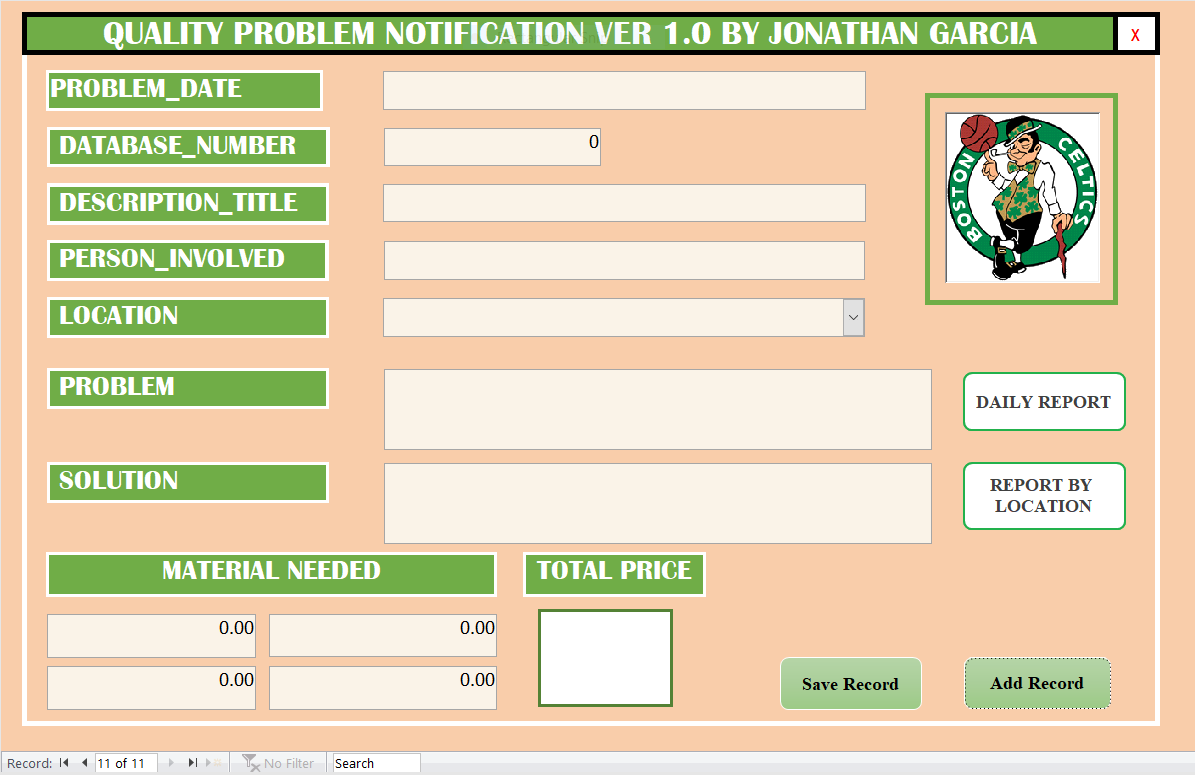 QUALITY PROBLEM NOTIFICATION VER 1.0 BY JONATHAN GARCIA
X
PROBLEM_DATE
DATABASE_NUMBER
0
DESCRIPTION_TITLE
PERSON_INVOLVED
LOCATION
BOSTON CELTICS
PROBLEM
DAILY REPORT
SOLUTION
REPORT BY
LOCATION
MATERIAL NEEDED
TOTAL PRICE
0.00
0.00
0.00
0.00
Save Record
Add Record
Record:
11 of 11
No Filter
Search